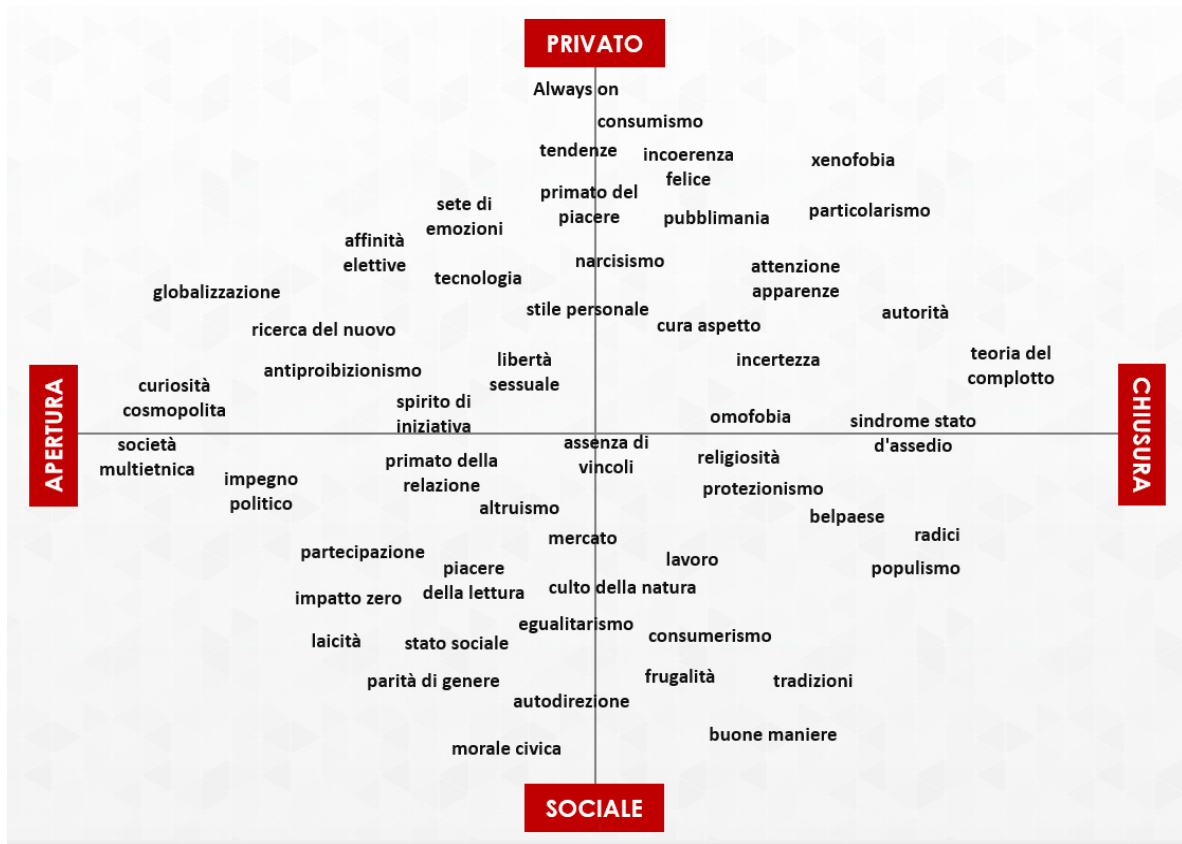 PRIVATO
Always on
consumismo
tendenze
incoerenza
felice
xenofobia
primato del
piacere
sete di
emozioni
pubblimania
particolarismo
affinità
elettive
narcisismo
tecnologia
attenzione
apparenze
globalizzazione
stile personale
autorità
ricerca del nuovo
cura aspetto
libertà
sessuale
incertezza
teoria del
complotto
antiproibizionismo
curiosità
cosmopolita
spirito di
iniziativa
omofobia
sindrome stato
d'assedio
APERTURA
CHIUSURA
società
multietnica
assenza di
vincoli
primato della
relazione
religiosità
impegno
politico
protezionismo
altruismo
belpaese
mercato
radici
partecipazione
lavoro
populismo
piacere
della lettura
culto della natura
impatto zero
egualitarismo
laicità
stato sociale
consumerismo
parità di genere
frugalità
tradizioni
autodirezione
morale civica
buone maniere
SOCIALE